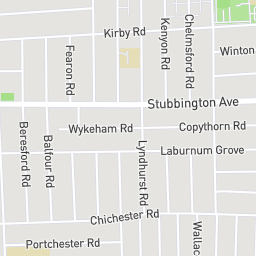 Kirby Rd
Kenyon Rd
Chelmsford Rd
Winton
Fearon Rd
Stubbington Ave
Wykeham Rd
Copythorn Rd
Laburnum Grove
Beresford Rd
Balfour Rd
Lyndhurst Rd
Chichester Rd
Wallac
Portchester Rd